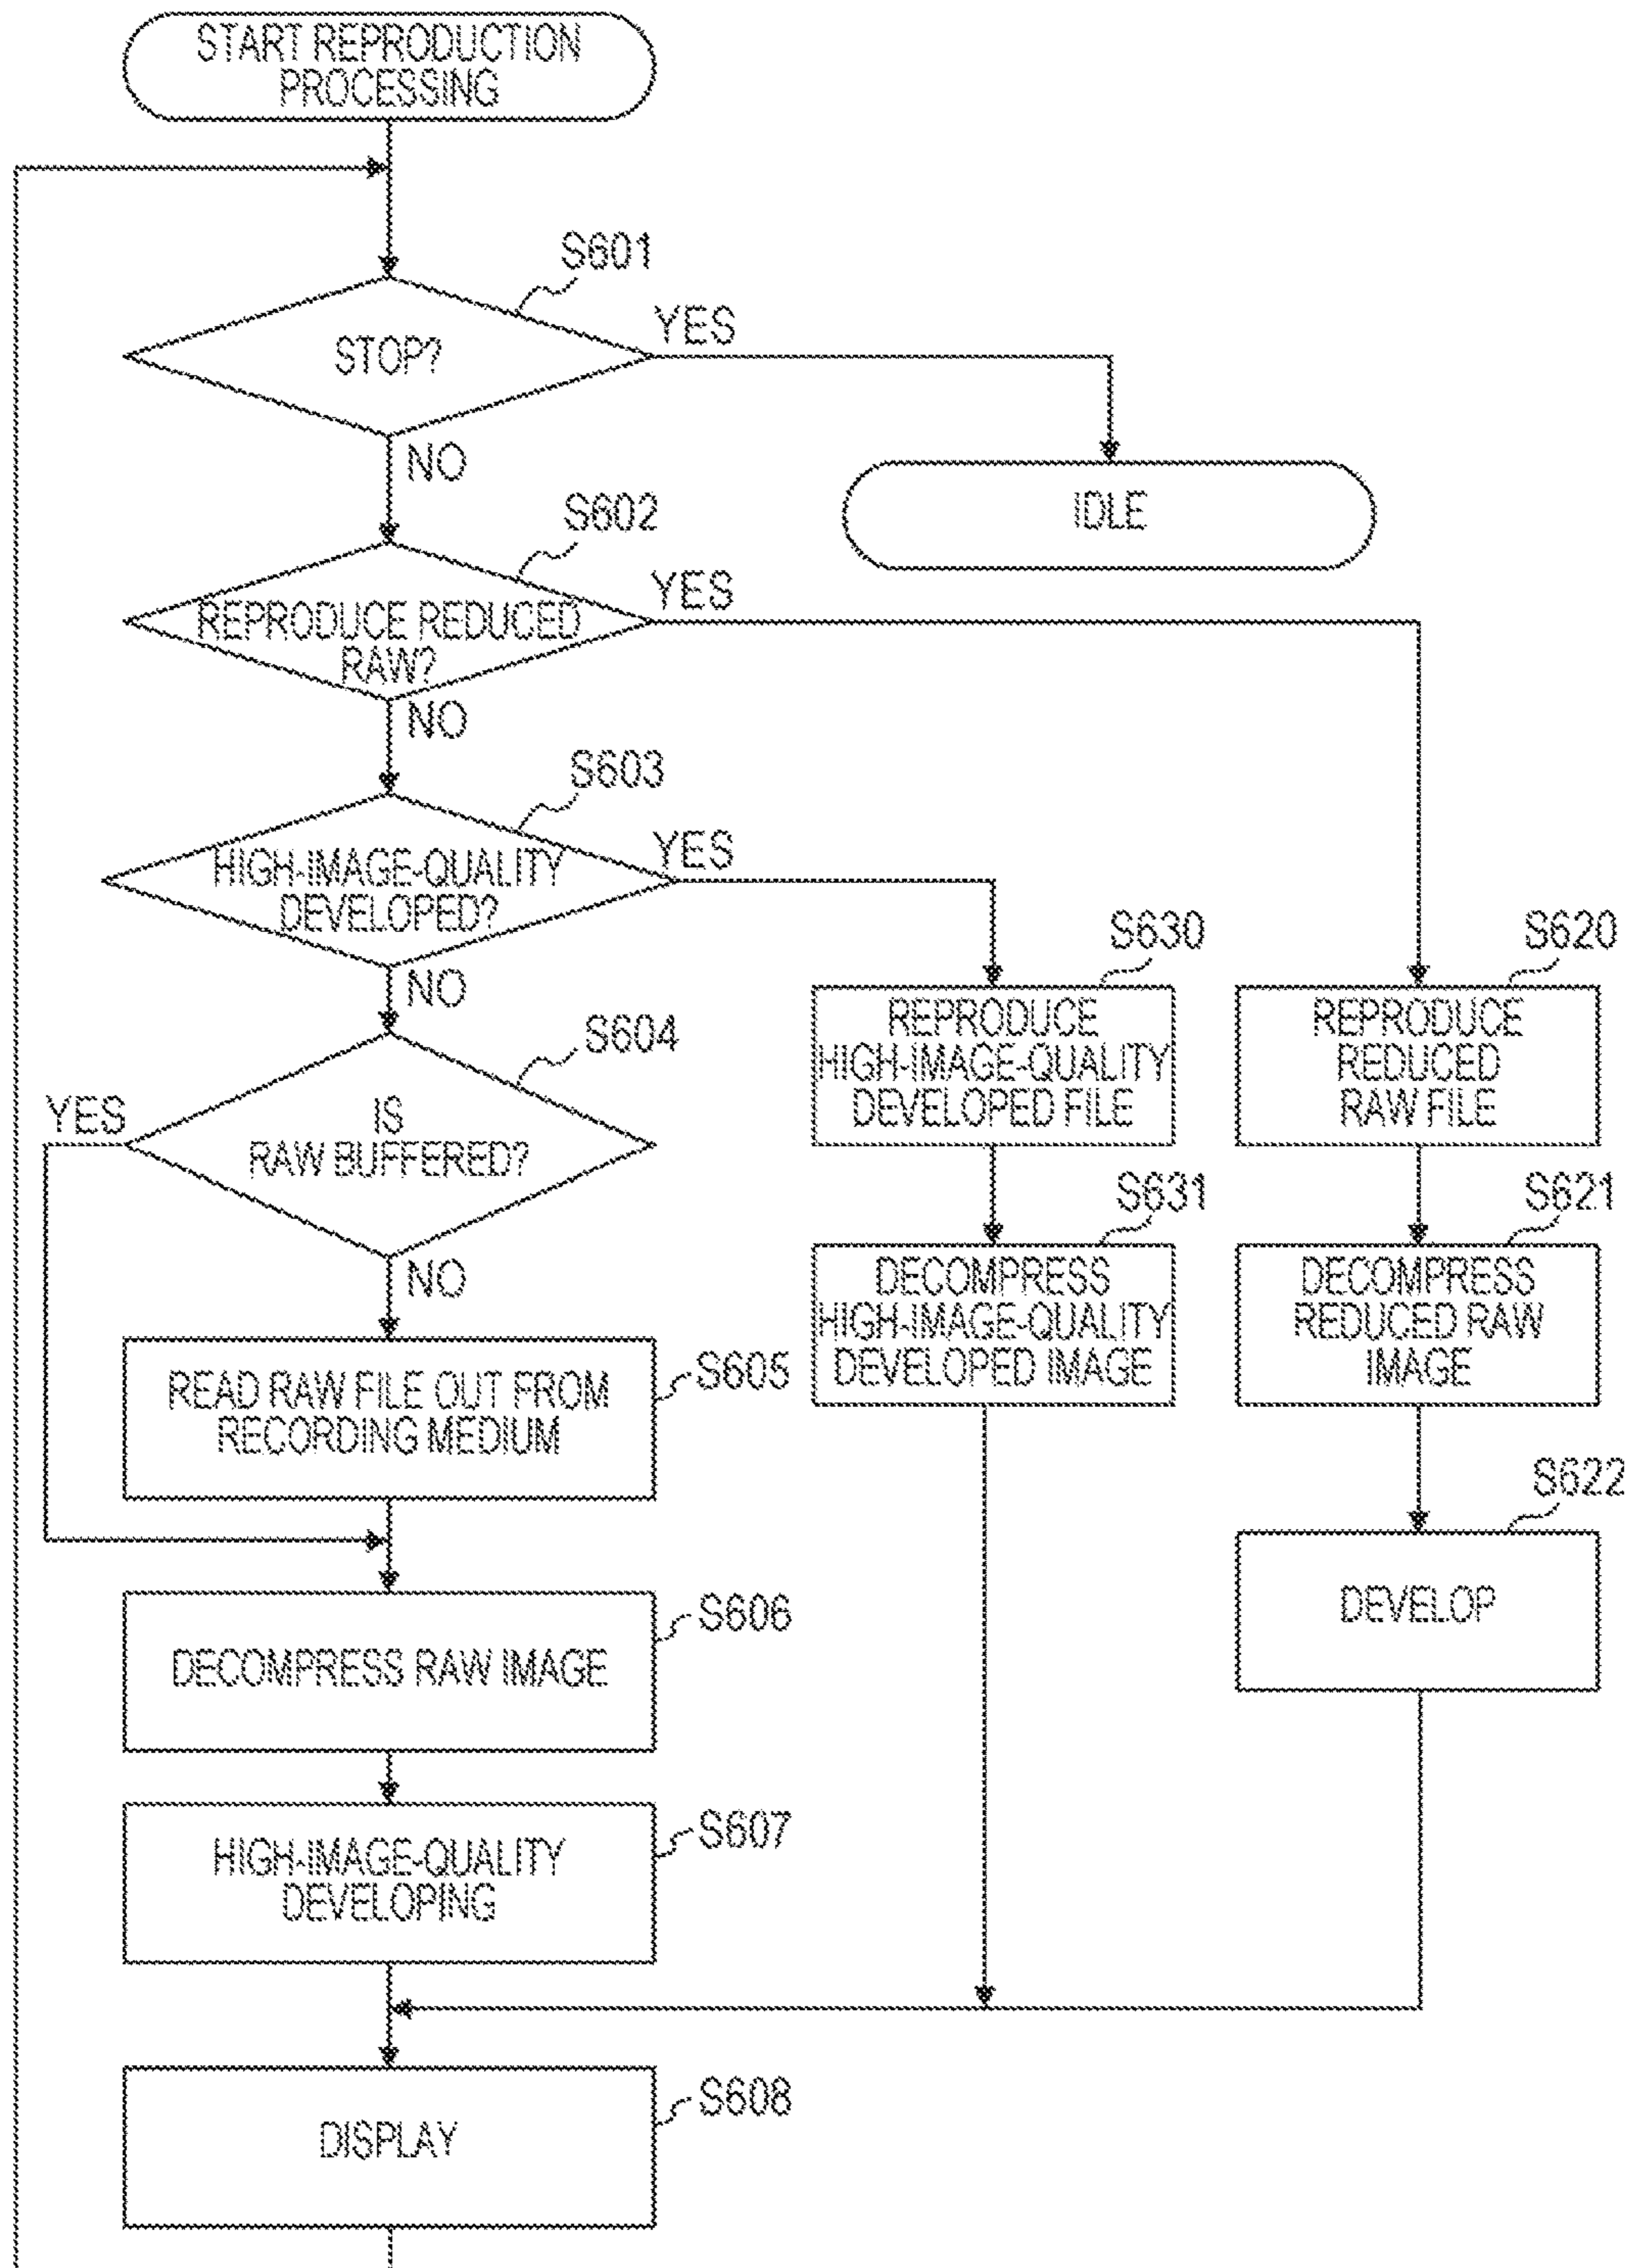 START REPRODUCTION
PROCESSING
S601
STOP?
YES
NO
IDLE
S602
REPRODUCE REDUCED
RAW?
YES
NO
S603
HIGH-IMAGE-QUALITY
DEVELOPED?
YES
NO
S630
REPRODUCE
HIGH-IMAGE-QUALITY
DEVELOPED FILE
S620
REPRODUCE
REDUCED
RAW FILE
S604
IS
RAW BUFFERED?
YES
NO
S631
DECOMPRESS
HIGH-IMAGE-QUALITY
DEVELOPED IMAGE
S621
DECOMPRESS
REDUCED RAW
IMAGE
READ RAW FILE OUT FROM
RECORDING MEDIUM
S605
S622
DEVELOP
DECOMPRESS RAW IMAGE
S606
HIGH-IMAGE-QUALITY
DEVELOPING
S607
DISPLAY
S608